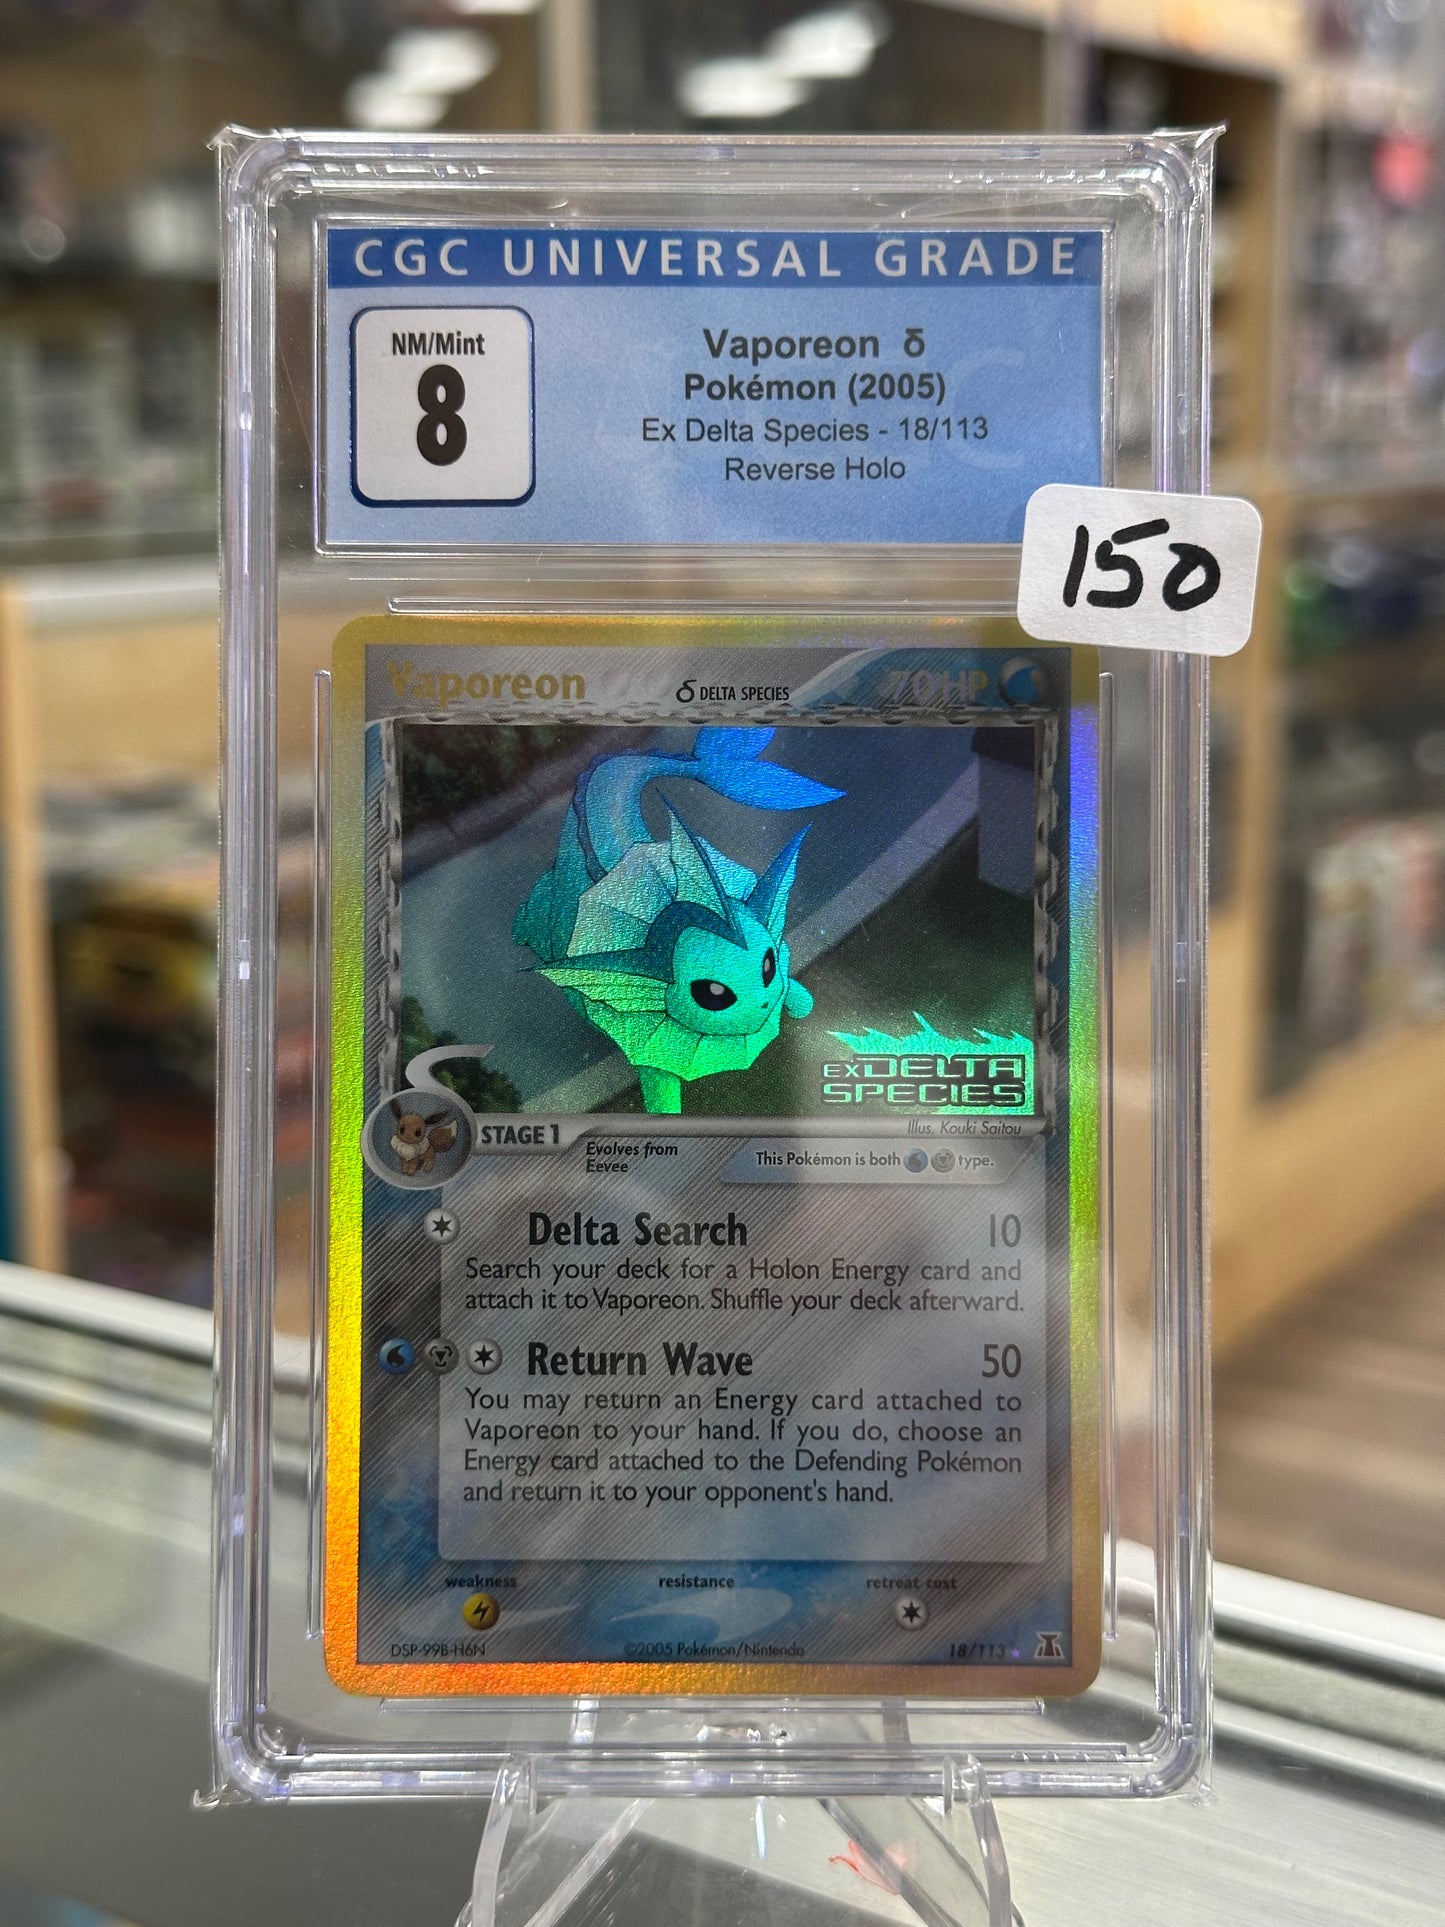 CGC UNIVERSAL GRADE
NM/Mint
8
Vaporeon δ
Pokémon (2005)
Ex Delta Species - 18/113
Reverse Holo
150
Vaporeon
δ DELTA SPECIES
70 HP
EX DELTA
SPECIES
Illus. Kouki Saitou
STAGE 1
Evolves from
Eevee
This Pokémon is both type.
Delta Search 10
Search your deck for a Holon Energy card and
attach it to Vaporeon. Shuffle your deck afterward.
Return Wave 50
You may return an Energy card attached to
Vaporeon to your hand. If you do, choose an
Energy card attached to the Defending Pokémon
and return it to your opponent's hand.
weakness resistance retreat cost
DSP-99B-H6N ©2005 Pokémon/Nintendo 18/113 ★